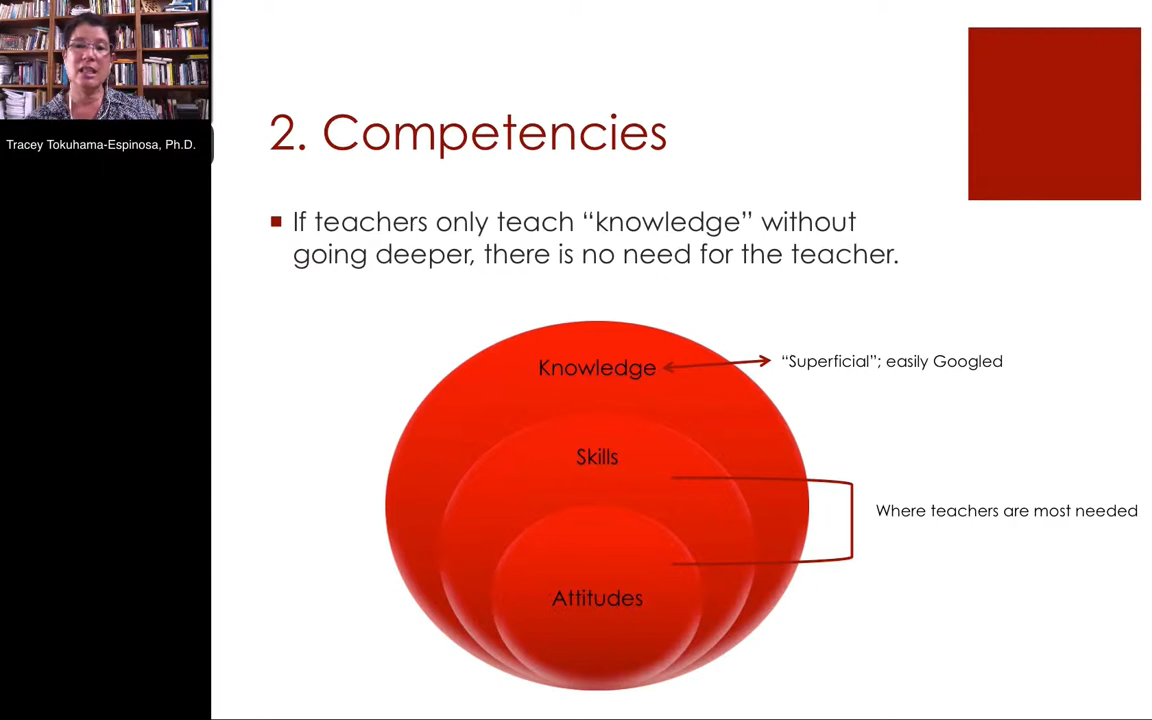 Tracey Tokuhama-Espinosa, Ph.D.
2. Competencies
If teachers only teach “knowledge” without
going deeper, there is no need for the teacher.
Knowledge
“Superficial”; easily Googled
Skills
Where teachers are most needed
Attitudes